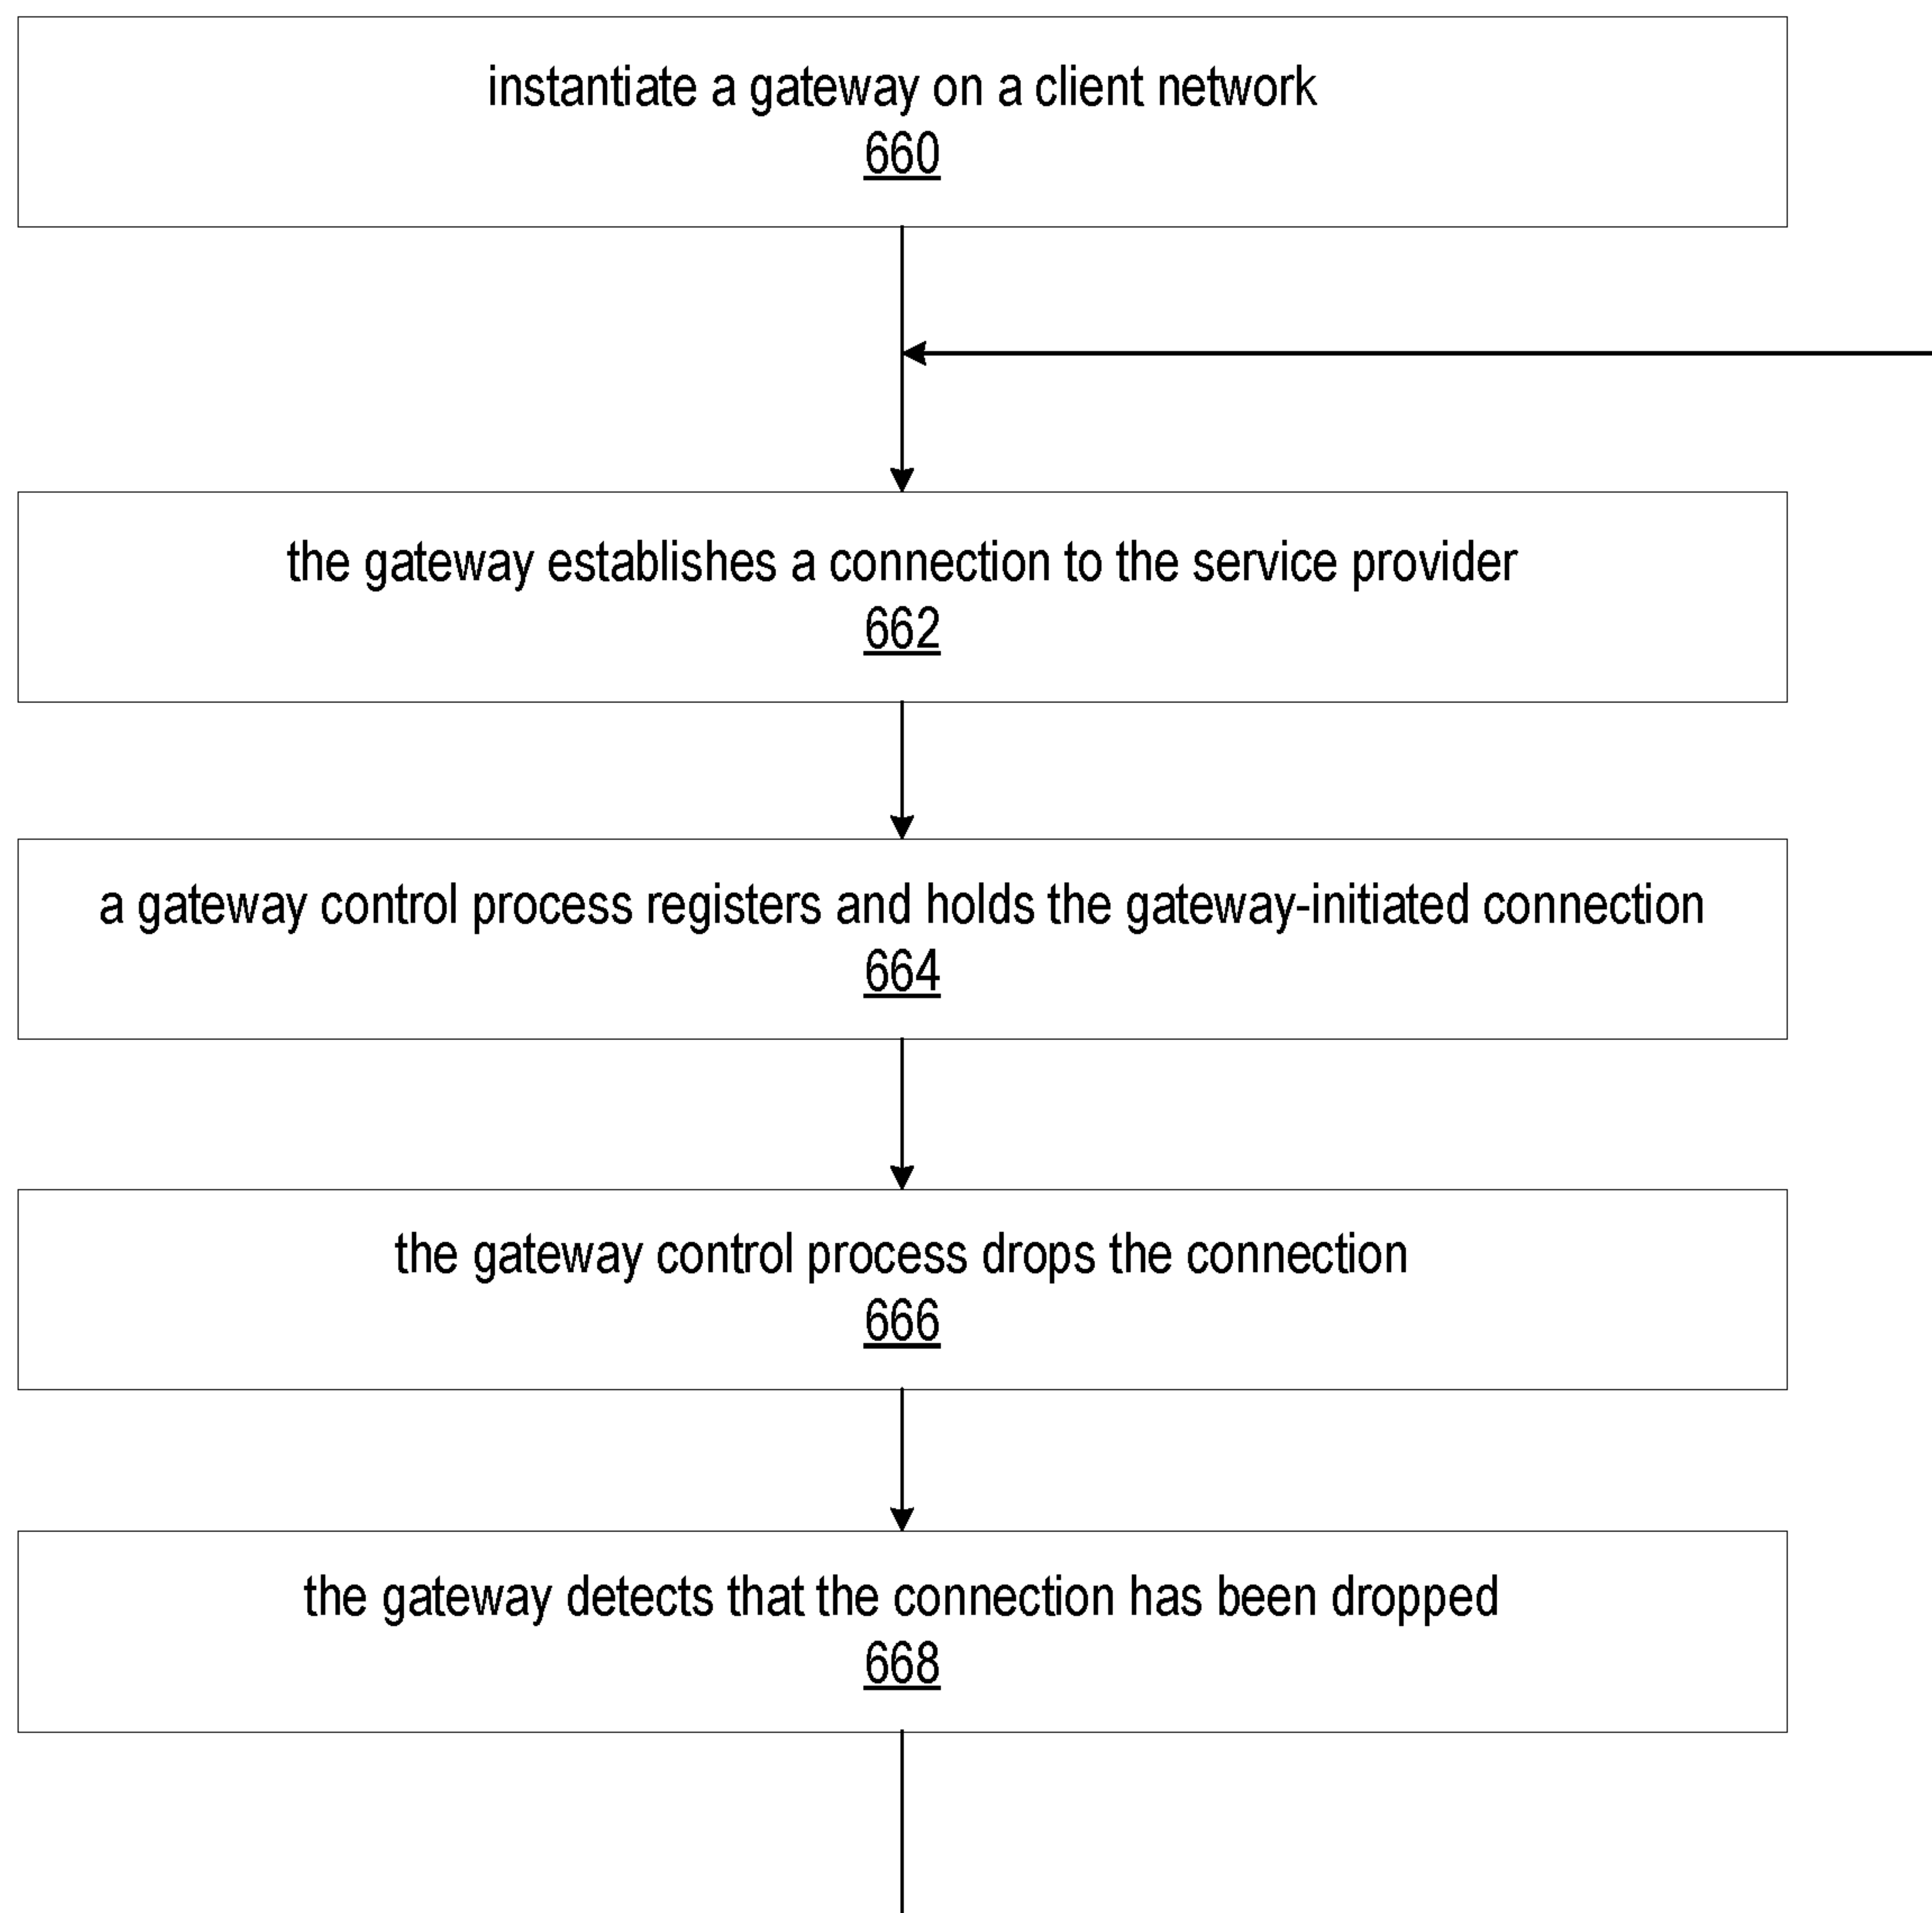 instantiate a gateway on a client network
660
the gateway establishes a connection to the service provider
662
a gateway control process registers and holds the gateway-initiated connection
664
the gateway control process drops the connection
666
the gateway detects that the connection has been dropped
668